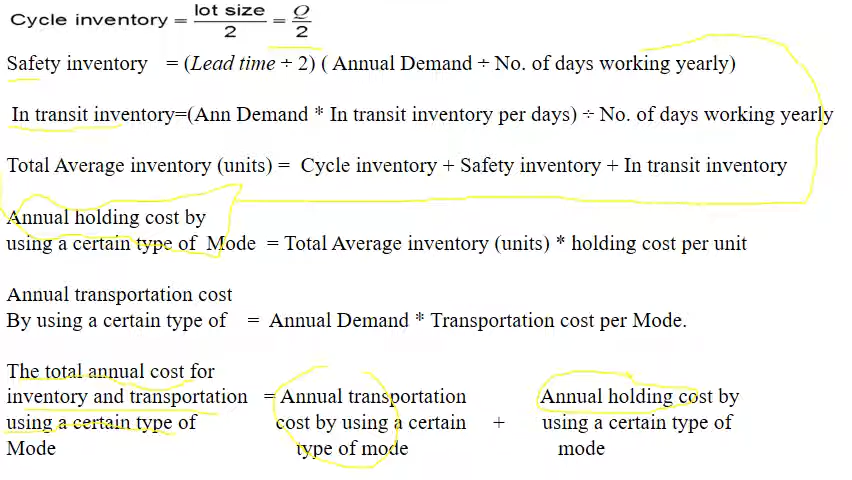 Cycle inventory = lot size / 2 = Q / 2
Safety inventory = (Lead time ÷ 2) ( Annual Demand ÷ No. of days working yearly)
In transit inventory=(Ann Demand * In transit inventory per days) ÷ No. of days working yearly
Total Average inventory (units) = Cycle inventory + Safety inventory + In transit inventory
Annual holding cost by
using a certain type of Mode = Total Average inventory (units) * holding cost per unit
Annual transportation cost
By using a certain type of = Annual Demand * Transportation cost per Mode.
The total annual cost for
inventory and transportation = Annual transportation Annual holding cost by
using a certain type of cost by using a certain + using a certain type of
Mode type of mode mode